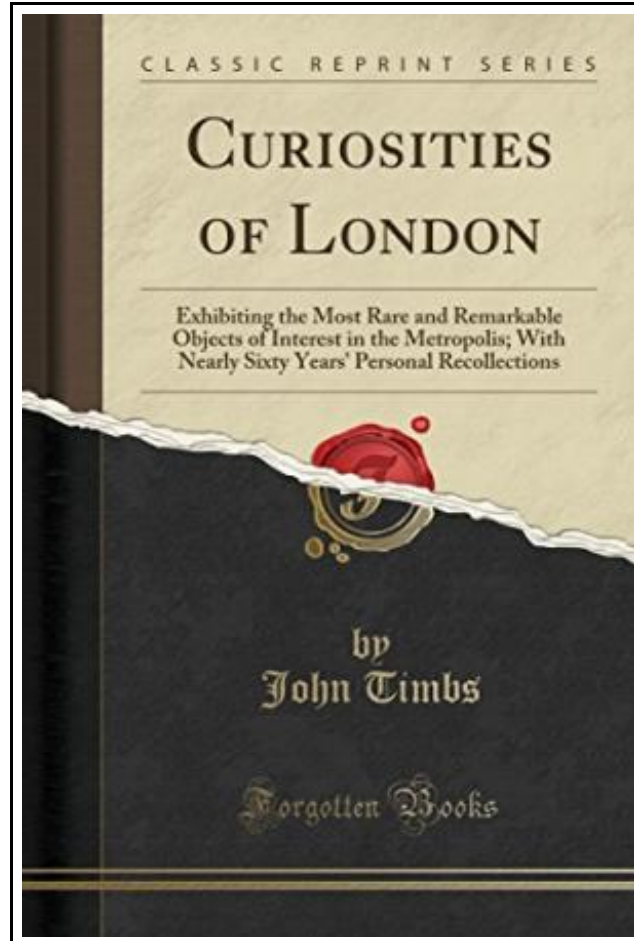 CLASSIC REPRINT SERIES
CURIOSITIES
OF LONDON
Exhibiting the Most Rare and Remarkable
Objects of Interest in the Metropolis; With
Nearly Sixty Years' Personal Recollections
by
John Timbs
Forgotten Books